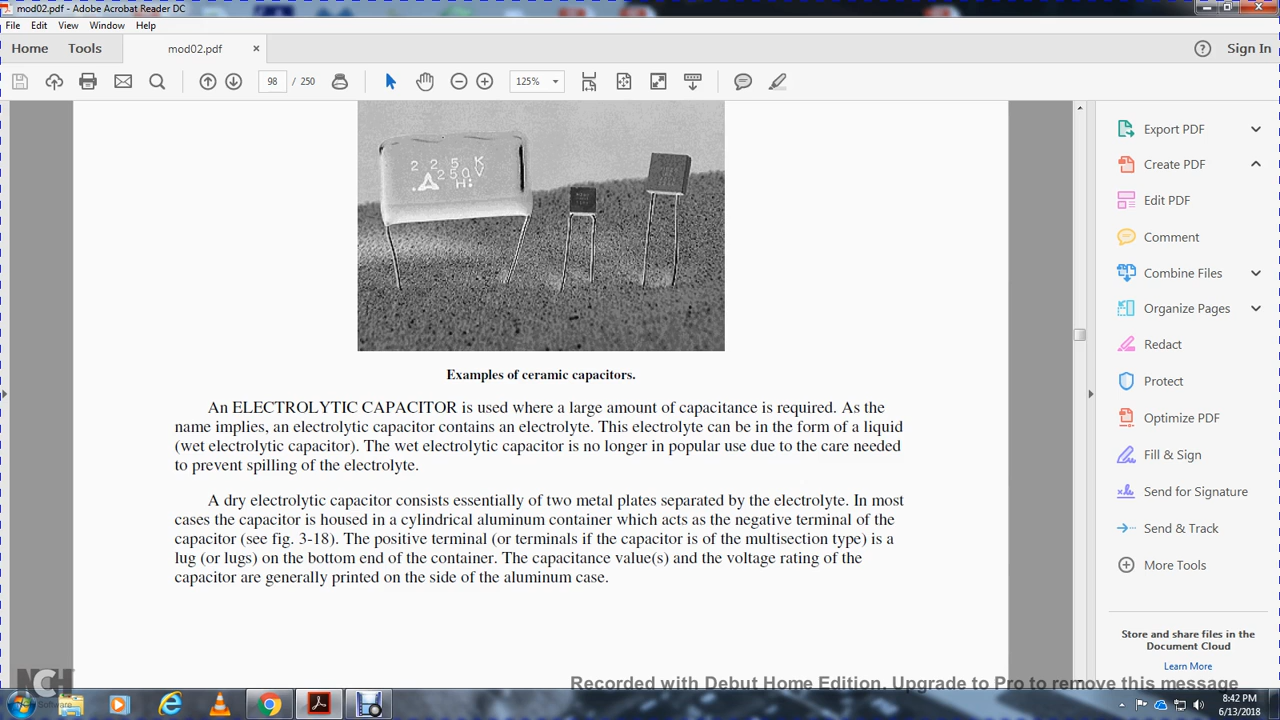 mod02.pdf - Adobe Acrobat Reader DC
File Edit View Window Help
Home Tools mod02.pdf × Sign In
98 / 250 125%
2 2 5 K
2 5 0 V
H
Examples of ceramic capacitors.
An ELECTROLYTIC CAPACITOR is used where a large amount of capacitance is required. As the
name implies, an electrolytic capacitor contains an electrolyte. This electrolyte can be in the form of a liquid
(wet electrolytic capacitor). The wet electrolytic capacitor is no longer in popular use due to the care needed
to prevent spilling of the electrolyte.
A dry electrolytic capacitor consists essentially of two metal plates separated by the electrolyte. In most
cases the capacitor is housed in a cylindrical aluminum container which acts as the negative terminal of the
capacitor (see fig. 3-18). The positive terminal (or terminals if the capacitor is of the multisection type) is a
lug (or lugs) on the bottom end of the container. The capacitance value(s) and the voltage rating of the
capacitor are generally printed on the side of the aluminum case.
Export PDF
Create PDF
Edit PDF
Comment
Combine Files
Organize Pages
Redact
Protect
Optimize PDF
Fill & Sign
Send for Signature
Send & Track
More Tools
Store and share files in the
Document Cloud
Learn More
NCH
Software
Recorded with Debut Home Edition. Upgrade to Pro to remove this message
8:42 PM
6/13/2018